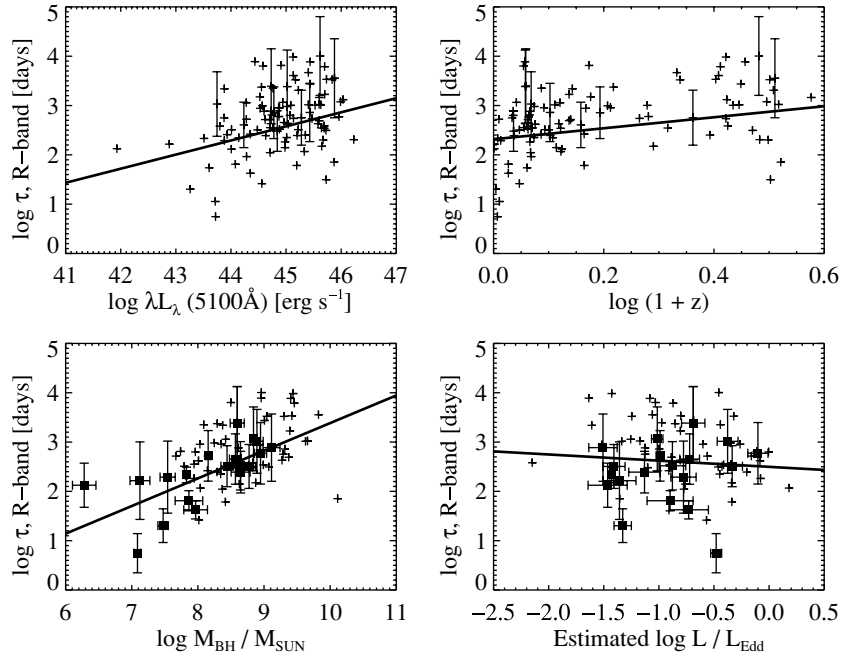 5
4
3
2
1
0
log τ, R−band [days]
41 42 43 44 45 46 47
log λLλ (5100Å) [erg s⁻¹]
5
4
3
2
1
0
log τ, R−band [days]
0.0 0.2 0.4 0.6
log (1 + z)
5
4
3
2
1
0
log τ, R−band [days]
6 7 8 9 10 11
log M_BH / M_SUN
5
4
3
2
1
0
log τ, R−band [days]
−2.5 −2.0 −1.5 −1.0 −0.5 0.0 0.5
Estimated log L / L_Edd